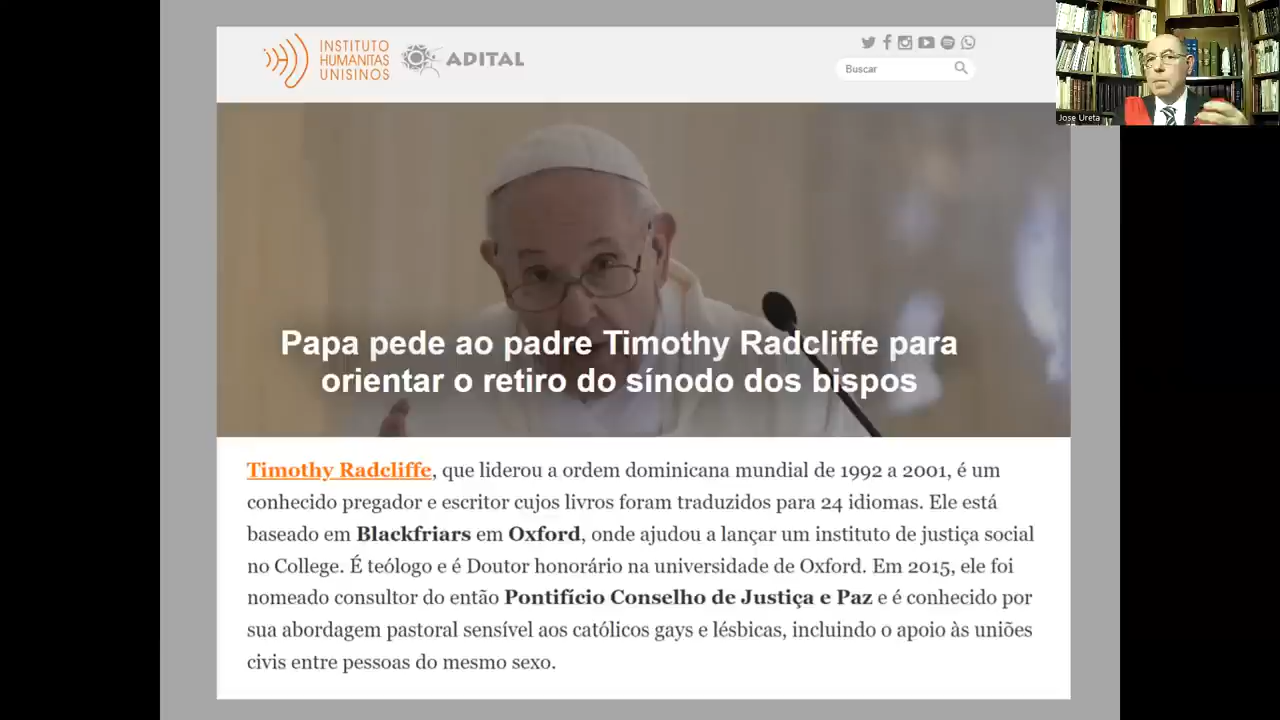 INSTITUTO
HUMANITAS
UNISINOS
ADITAL
Buscar
Jose Ureta
Papa pede ao padre Timothy Radcliffe para
orientar o retiro do sínodo dos bispos
Timothy Radcliffe, que liderou a ordem dominicana mundial de 1992 a 2001, é um
conhecido pregador e escritor cujos livros foram traduzidos para 24 idiomas. Ele está
baseado em Blackfriars em Oxford, onde ajudou a lançar um instituto de justiça social
no College. É teólogo e é Doutor honorário na universidade de Oxford. Em 2015, ele foi
nomeado consultor do então Pontifício Conselho de Justiça e Paz e é conhecido por
sua abordagem pastoral sensível aos católicos gays e lésbicas, incluindo o apoio às uniões
civis entre pessoas do mesmo sexo.